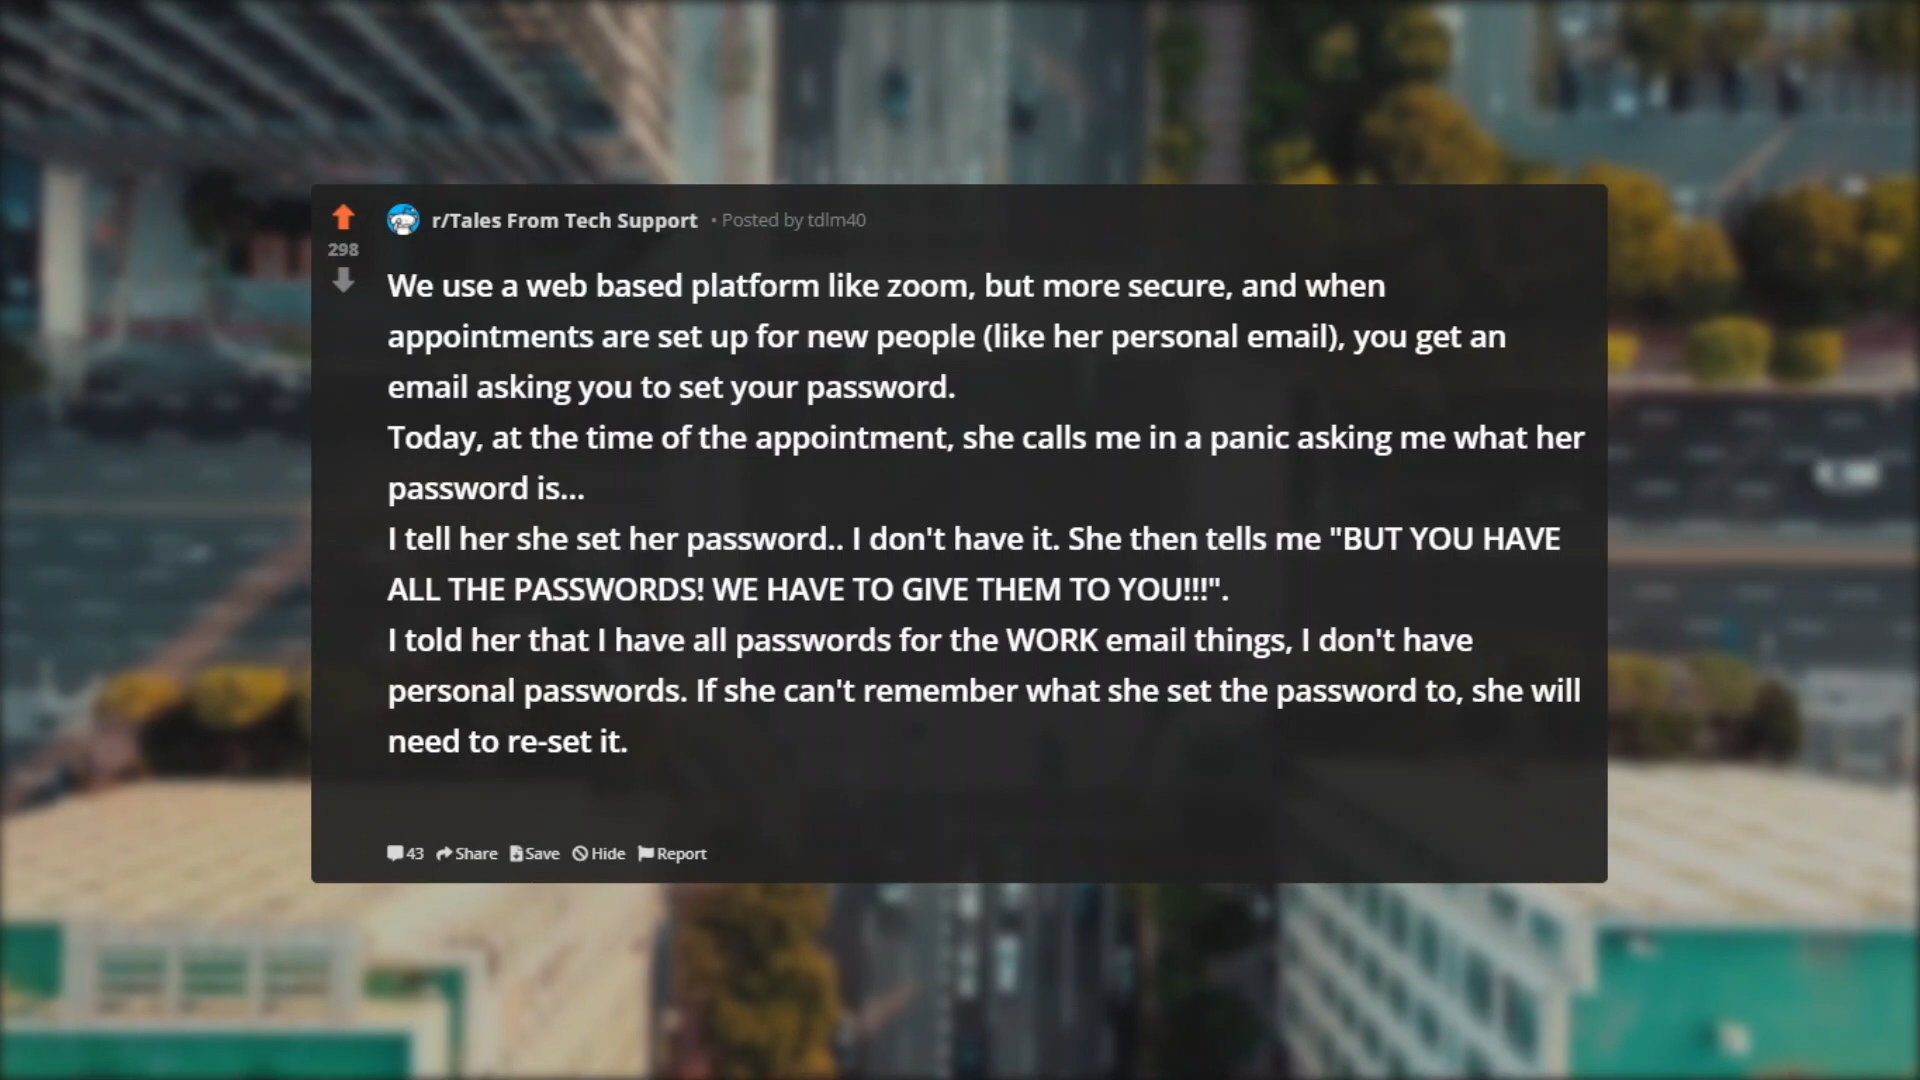 r/Tales From Tech Support • Posted by tdlm40
298
We use a web based platform like zoom, but more secure, and when
appointments are set up for new people (like her personal email), you get an
email asking you to set your password.
Today, at the time of the appointment, she calls me in a panic asking me what her
password is...
I tell her she set her password.. I don't have it. She then tells me "BUT YOU HAVE
ALL THE PASSWORDS! WE HAVE TO GIVE THEM TO YOU!!!".
I told her that I have all passwords for the WORK email things, I don't have
personal passwords. If she can't remember what she set the password to, she will
need to re-set it.
43 Share Save Hide Report